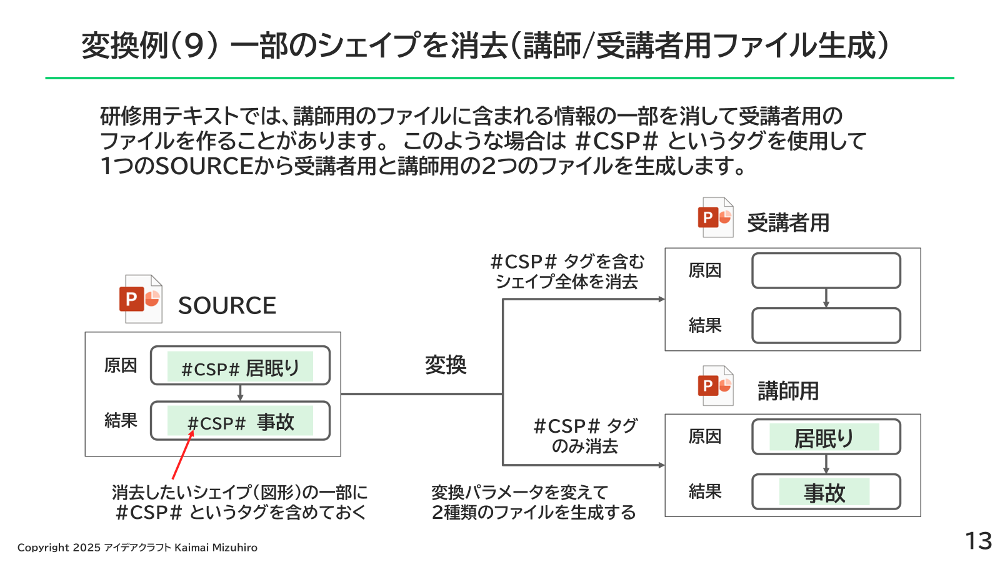 変換例(9) 一部のシェイプを消去(講師/受講者用ファイル生成)
研修用テキストでは、講師用のファイルに含まれる情報の一部を消して受講者用の
ファイルを作ることがあります。 このような場合は #CSP# というタグを使用して
1つのSOURCEから受講者用と講師用の2つのファイルを生成します。
P
SOURCE
原因
#CSP# 居眠り
結果
#CSP# 事故
消去したいシェイプ(図形)の一部に
#CSP# というタグを含めておく
変換
#CSP# タグを含む
シェイプ全体を消去
#CSP# タグ
のみ消去
変換パラメータを変えて
2種類のファイルを生成する
P
受講者用
原因
結果
P
講師用
原因
居眠り
結果
事故
Copyright 2025 アイデアクラフト Kaimai Mizuhiro
13